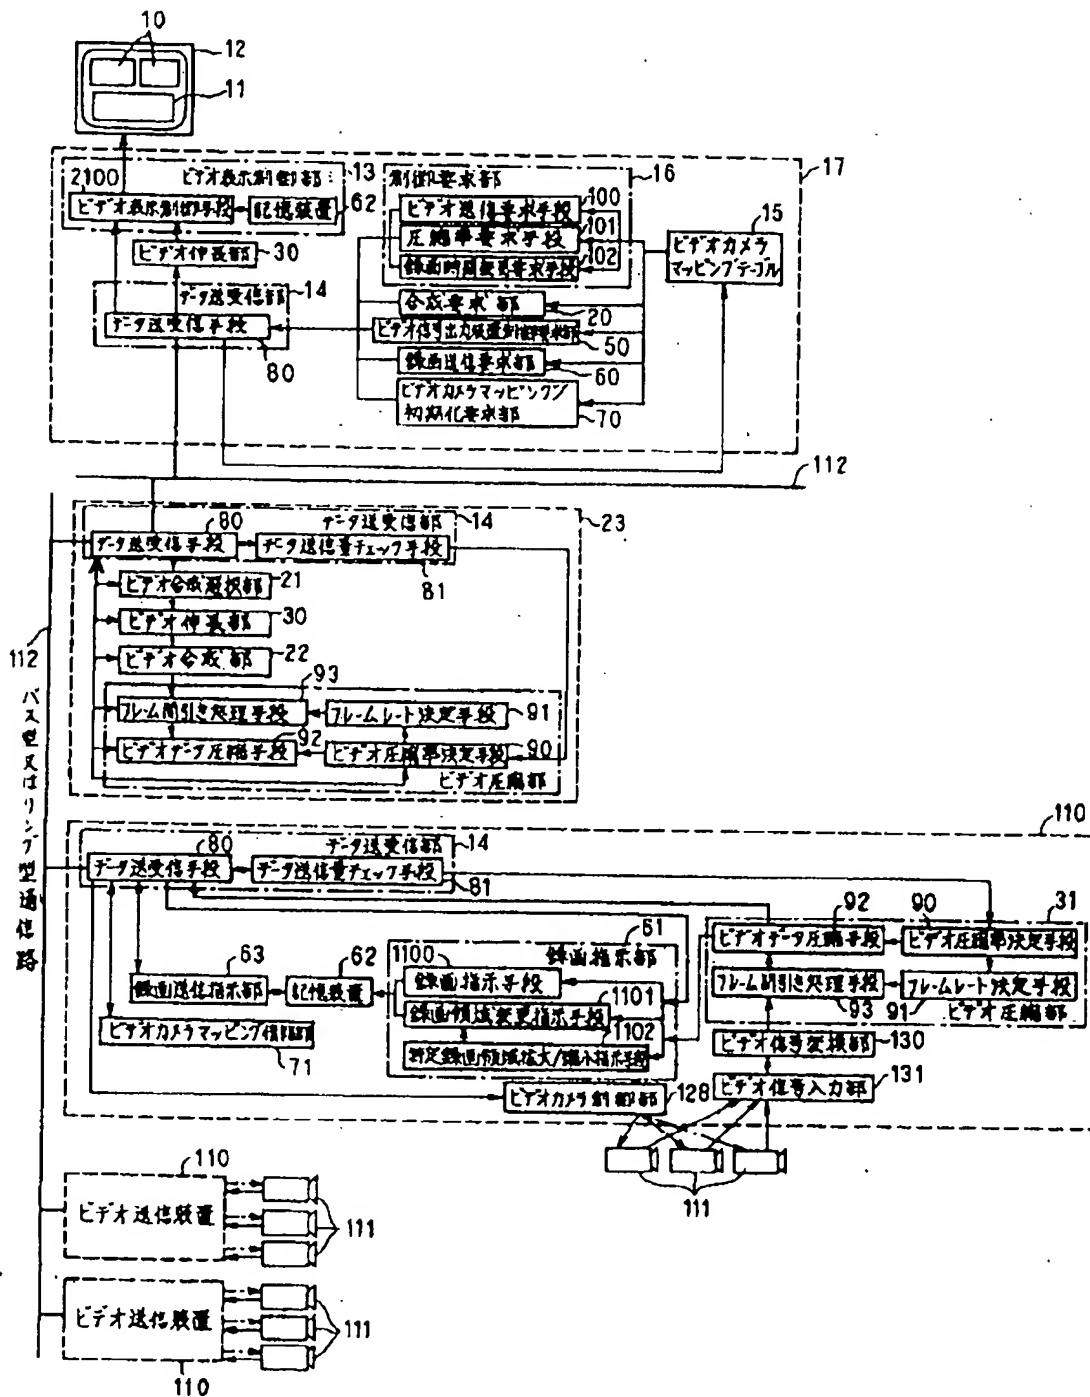 10
12
11
17
ビデオ表示制御部
13
2100
ビデオ表示制御手段
記憶装置
62
ビデオ伸長部
30
データ送受信部
14
データ送受信手段
80
制御要求部
16
ビデオ送信要求手段
100
圧縮率要求手段
101
録画時間変更要求手段
102
合成要求部
20
ビデオ信号出力装置制御要求部
50
録画送信要求部
60
ビデオカメラマッピング/
初期化要求部
70
15
ビデオカメラ
マッピングテーブル
112
23
データ送受信部
14
80
データ送受信手段
データ送信量チェック手段
81
ビデオ合成選択部
21
ビデオ伸長部
30
ビデオ合成部
22
93
フレーム間引き処理手段
フレームレート決定手段
91
92
ビデオデータ圧縮手段
ビデオ圧縮率決定手段
90
ビデオ圧縮部
112
バス型又はリング型通信路
110
データ送受信部
14
80
データ送受信手段
データ送信量チェック手段
81
61
録画指示部
1100
録画指示手段
1101
録画領域変更指示手段
1102
特定録画領域拡大/縮小指示手段
63
録画送信指示部
62
記憶装置
ビデオカメラマッピング制御部
71
31
92
ビデオデータ圧縮手段
90
ビデオ圧縮率決定手段
フレーム間引き処理手段
93
フレームレート決定手段
91
ビデオ圧縮部
ビデオ信号変換部
130
ビデオ信号入力部
131
ビデオカメラ制御部
128
111
110
ビデオ送信装置
111
ビデオ送信装置
111
110